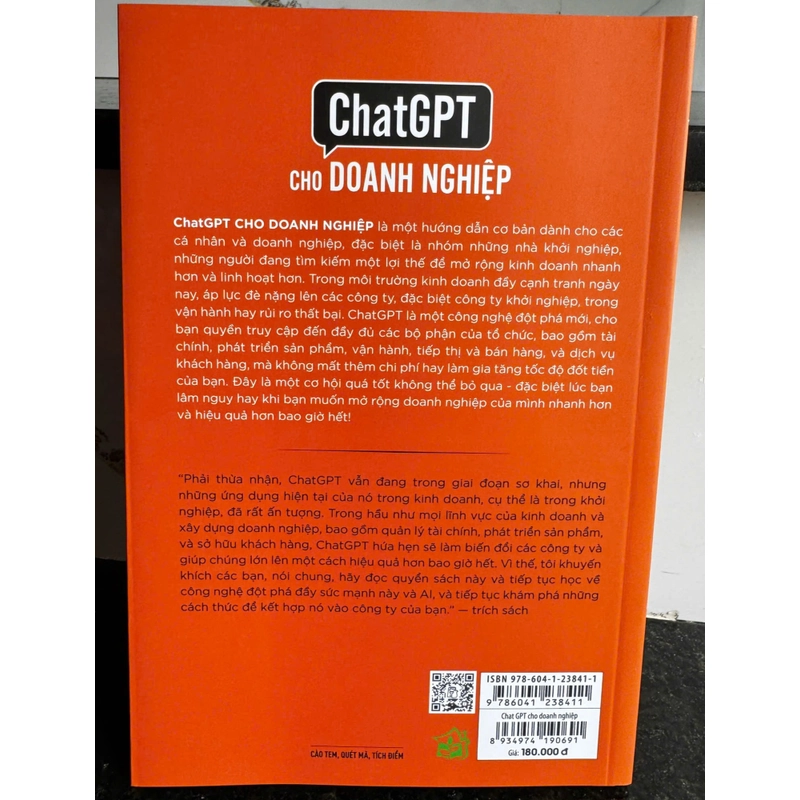 ChatGPT
CHO DOANH NGHIỆP
ChatGPT CHO DOANH NGHIỆP là một hướng dẫn cơ bản dành cho các
cá nhân và doanh nghiệp, đặc biệt là nhóm những nhà khởi nghiệp,
những người đang tìm kiếm một lợi thế để mở rộng kinh doanh nhanh
hơn và linh hoạt hơn. Trong môi trường kinh doanh đầy cạnh tranh ngày
nay, áp lực đè nặng lên các công ty, đặc biệt công ty khởi nghiệp, trong
vận hành hay rủi ro thất bại. ChatGPT là một công nghệ đột phá mới, cho
bạn quyền truy cập đến đầy đủ các bộ phận của tổ chức, bao gồm tài
chính, phát triển sản phẩm, vận hành, tiếp thị và bán hàng, và dịch vụ
khách hàng, mà không mất thêm chi phí hay làm gia tăng tốc độ đốt tiền
của bạn. Đây là một cơ hội quá tốt không thể bỏ qua - đặc biệt lúc bạn
lâm nguy hay khi bạn muốn mở rộng doanh nghiệp của mình nhanh hơn
và hiệu quả hơn bao giờ hết!
"Phải thừa nhận, ChatGPT vẫn đang trong giai đoạn sơ khai, nhưng
những ứng dụng hiện tại của nó trong kinh doanh, cụ thể là trong khởi
nghiệp, đã rất ấn tượng. Trong hầu như mọi lĩnh vực của kinh doanh và
xây dựng doanh nghiệp, bao gồm quản lý tài chính, phát triển sản phẩm,
và sở hữu khách hàng, ChatGPT hứa hẹn sẽ làm biến đổi các công ty và
giúp chúng lớn lên một cách hiệu quả hơn bao giờ hết. Vì thế, tôi khuyến
khích các bạn, nói chung, hãy đọc quyển sách này và tiếp tục học về
công nghệ đột phá đầy sức mạnh này và AI, và tiếp tục khám phá những
cách thức để kết hợp nó vào công ty của bạn." — trích sách
ISBN 978-604-1-23841-1
9 786041 238411
Chat GPT cho doanh nghiệp
8 934974 190691
Giá: 180.000 đ
CÀO TEM, QUÉT MÃ, TÍCH ĐIỂM